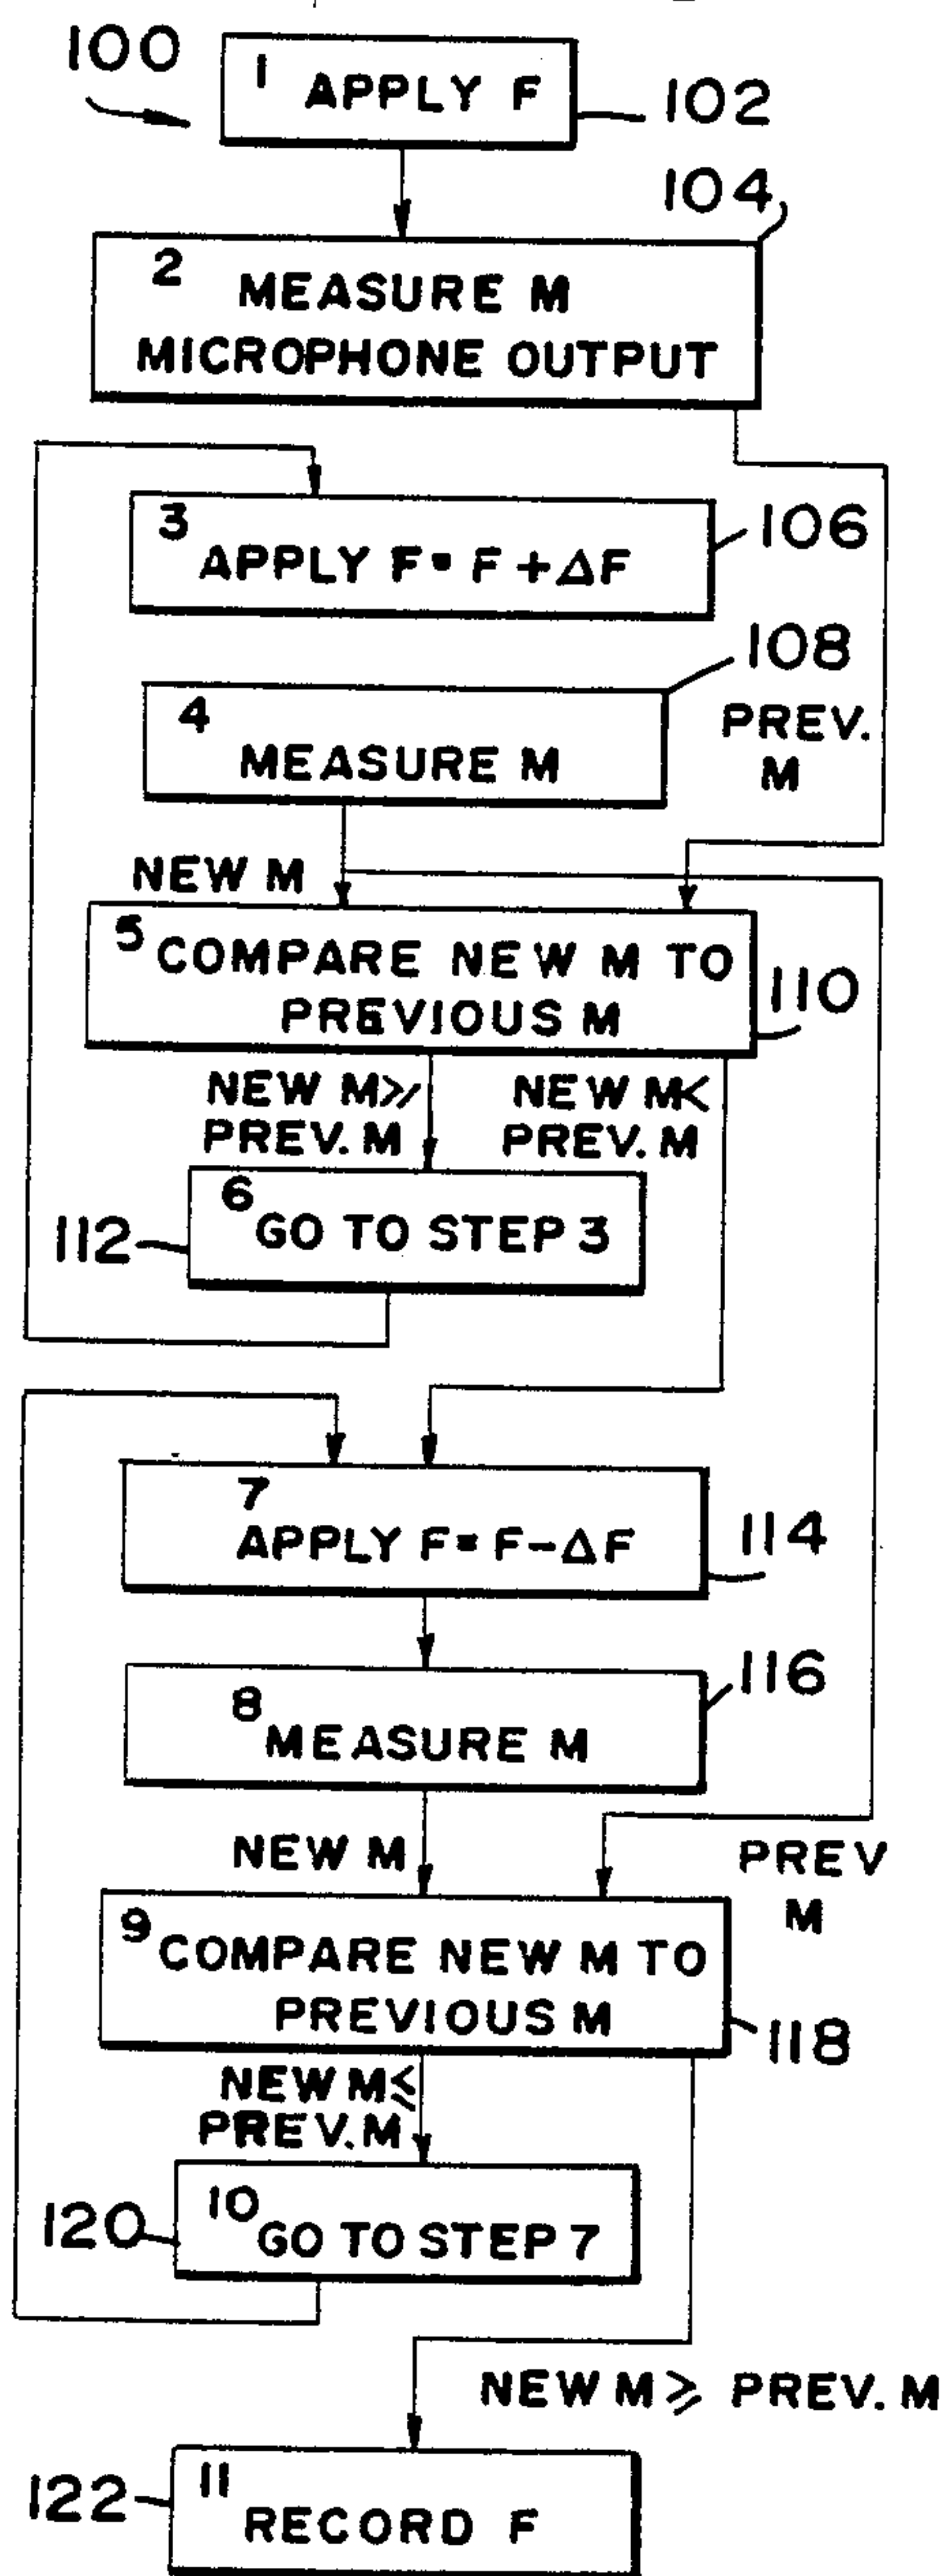 100
1 APPLY F
102
104
2 MEASURE M
MICROPHONE OUTPUT
3
APPLY F = F + ΔF
106
108
4
MEASURE M
PREV.
M
NEW M
5 COMPARE NEW M TO
PREVIOUS M
110
NEW M ≥
PREV. M
NEW M <
PREV. M
6 GO TO STEP 3
112
7
APPLY F = F - ΔF
114
8 MEASURE M
116
NEW M
PREV
M
9 COMPARE NEW M TO
PREVIOUS M
118
NEW M ≤
PREV. M
10 GO TO STEP 7
120
NEW M ≥ PREV. M
11
RECORD F
122